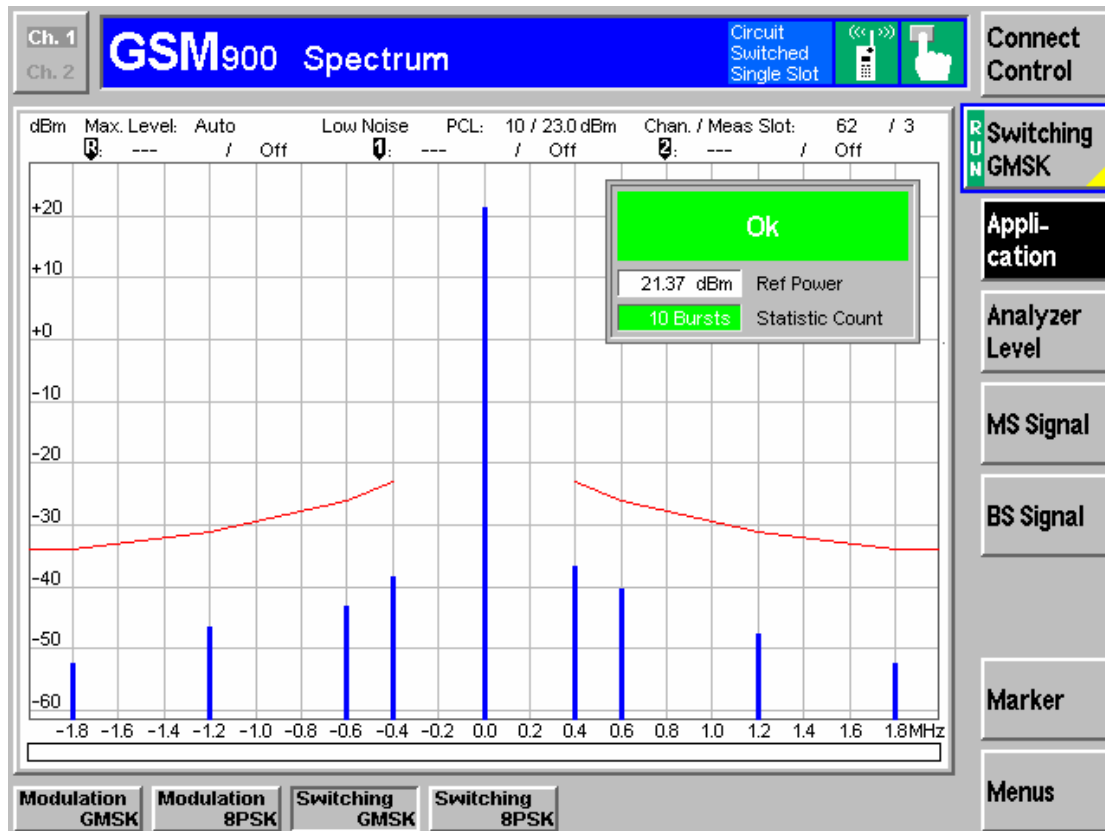 Ch. 1
Ch. 2
GSM900 Spectrum
Circuit
Switched
Single Slot
Connect
Control
dBm Max. Level: Auto Low Noise PCL: 10 / 23.0 dBm Chan. / Meas Slot: 62 / 3
R: --- / Off 1: --- / Off 2: --- / Off
RUN
Switching
GMSK
Ok
21.37 dBm Ref Power
10 Bursts Statistic Count
+20
+10
+0
-10
-20
-30
-40
-50
-60
-1.8 -1.6 -1.4 -1.2 -1.0 -0.8 -0.6 -0.4 -0.2 0.0 0.2 0.4 0.6 0.8 1.0 1.2 1.4 1.6 1.8MHz
Appli-
cation
Analyzer
Level
MS Signal
BS Signal
Marker
Menus
Modulation
GMSK
Modulation
8PSK
Switching
GMSK
Switching
8PSK